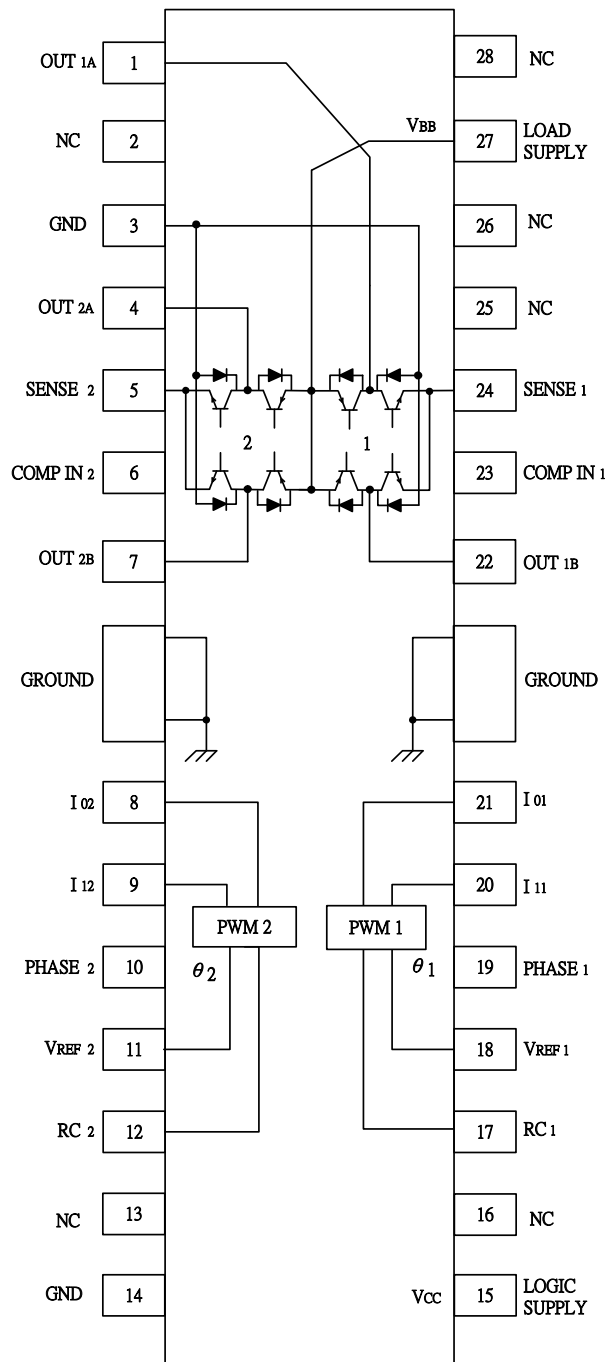 OUT 1A 1 28 NC
NC 2 VBB 27 LOAD SUPPLY
GND 3 26 NC
OUT 2A 4 25 NC
SENSE 2 5 24 SENSE 1
2 1
COMP IN 2 6 23 COMP IN 1
OUT 2B 7 22 OUT 1B
GROUND GROUND
I 02 8 21 I 01
I 12 9 20 I 11
PWM 2 PWM 1
PHASE 2 10 θ 2 θ 1 19 PHASE 1
VREF 2 11 18 VREF 1
RC 2 12 17 RC 1
NC 13 16 NC
GND 14 VCC 15 LOGIC SUPPLY